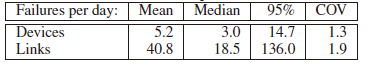 Failures per day: Mean Median 95% COV
Devices 5.2 3.0 14.7 1.3
Links 40.8 18.5 136.0 1.9